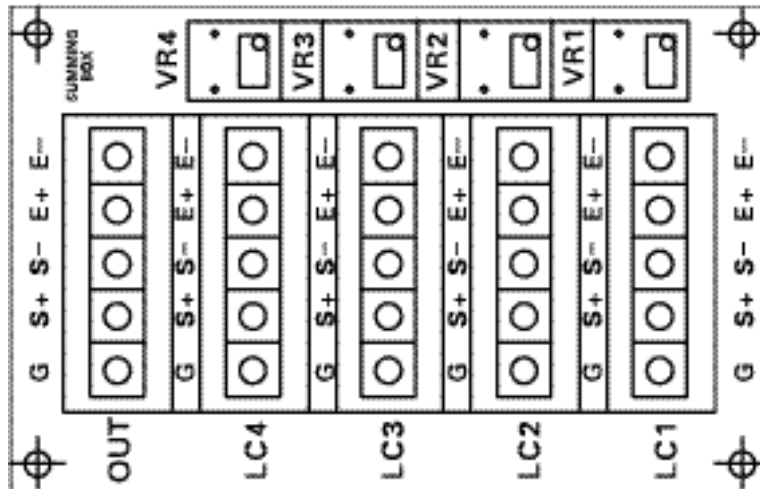 G S+ S- E+ E-
SUMMING
BOX
OUT
VR4
G S+ S- E+ E-
LC4
VR3
G S+ S- E+ E-
LC3
VR2
G S+ S- E+ E-
LC2
VR1
G S+ S- E+ E-
LC1
G S+ S- E+ E-